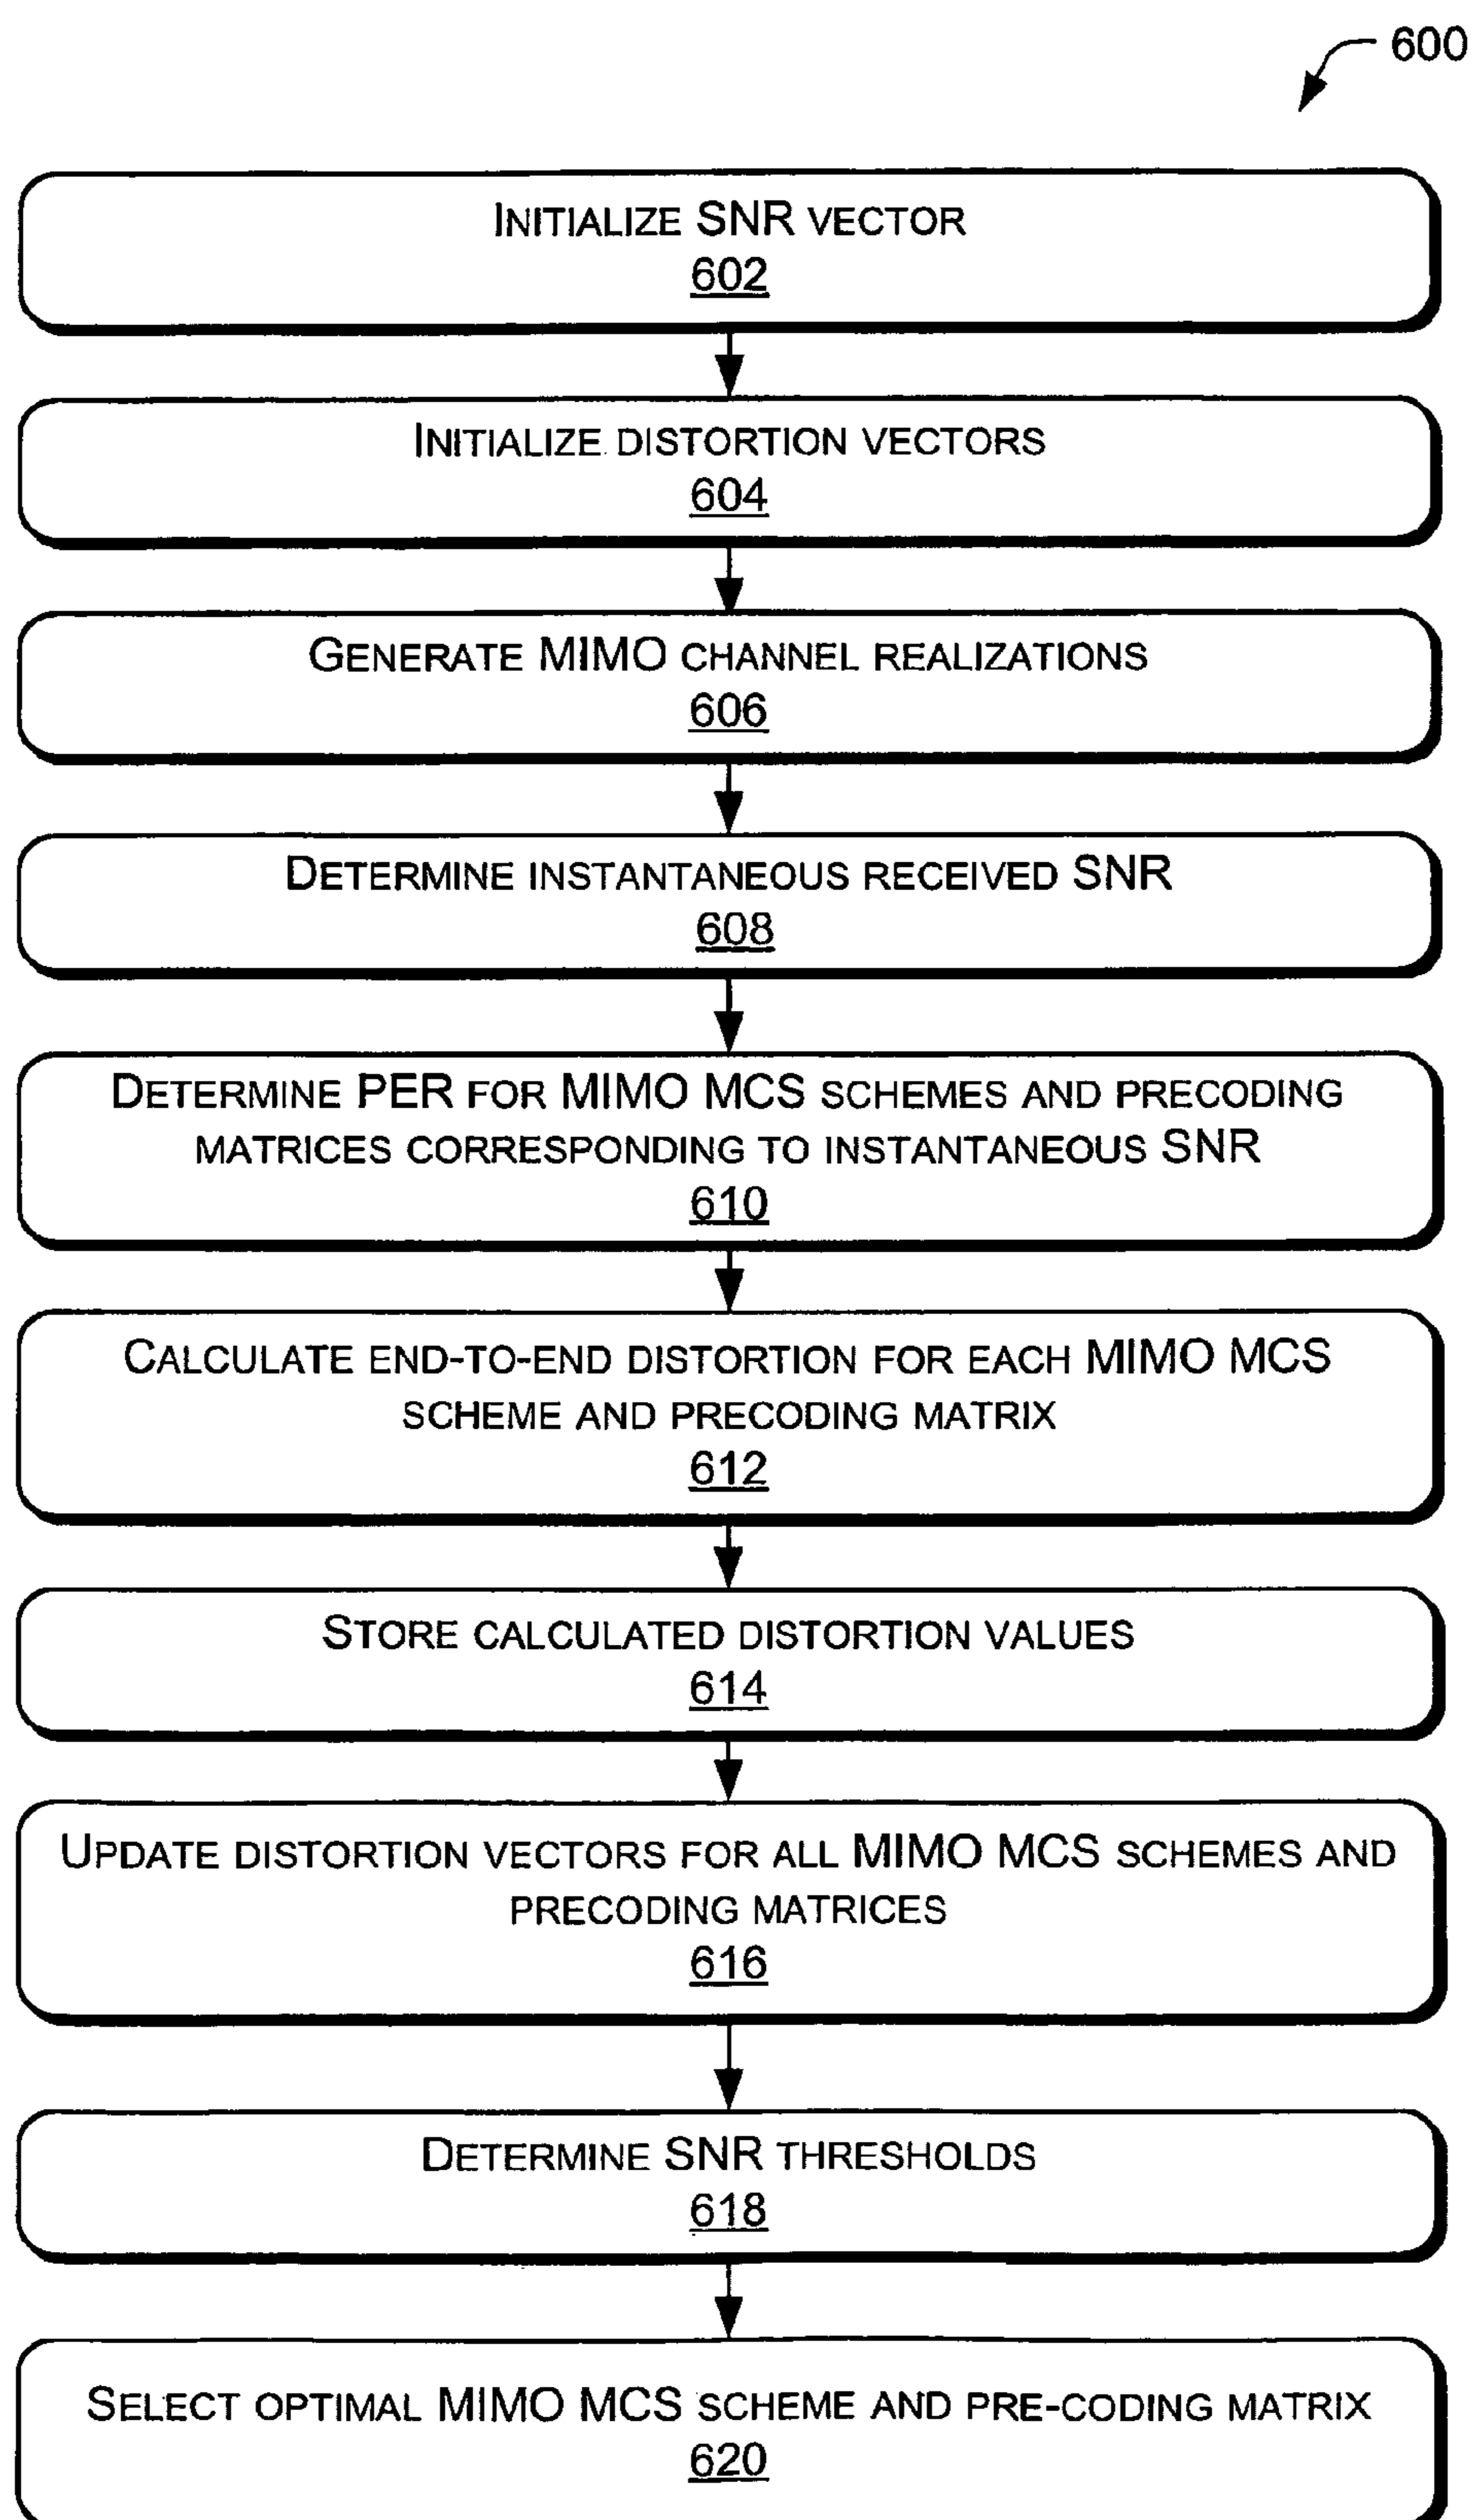 600
INITIALIZE SNR VECTOR
602
INITIALIZE DISTORTION VECTORS
604
GENERATE MIMO CHANNEL REALIZATIONS
606
DETERMINE INSTANTANEOUS RECEIVED SNR
608
DETERMINE PER FOR MIMO MCS SCHEMES AND PRECODING
MATRICES CORRESPONDING TO INSTANTANEOUS SNR
610
CALCULATE END-TO-END DISTORTION FOR EACH MIMO MCS
SCHEME AND PRECODING MATRIX
612
STORE CALCULATED DISTORTION VALUES
614
UPDATE DISTORTION VECTORS FOR ALL MIMO MCS SCHEMES AND
PRECODING MATRICES
616
DETERMINE SNR THRESHOLDS
618
SELECT OPTIMAL MIMO MCS SCHEME AND PRE-CODING MATRIX
620